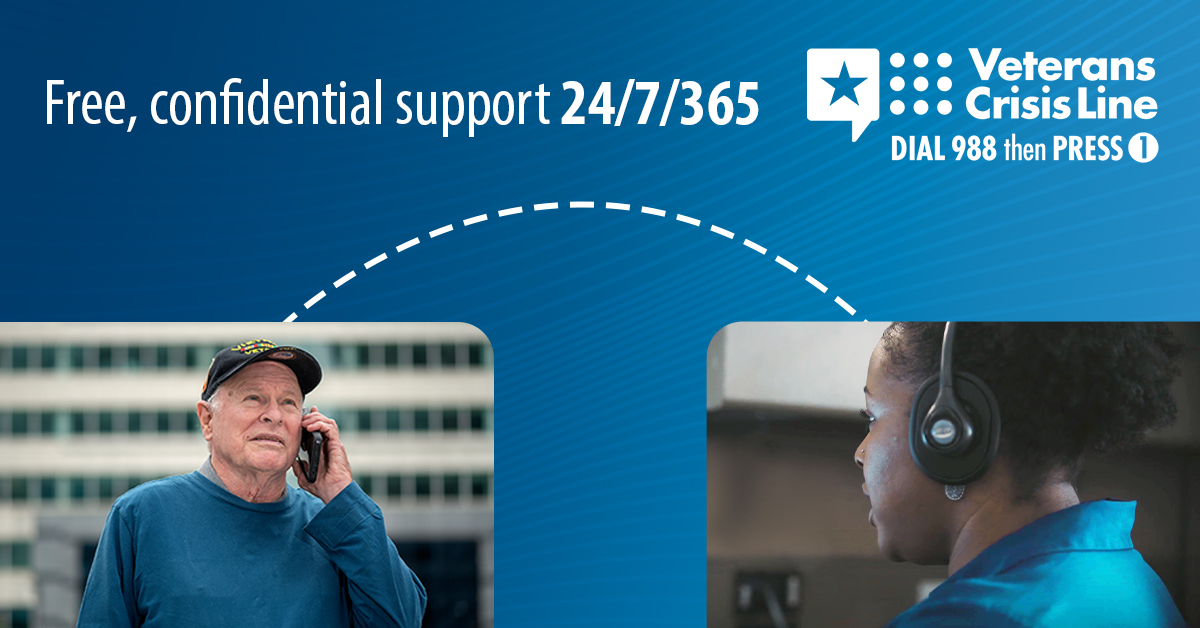 Free, confidential support 24/7/365
Veterans
Crisis Line
DIAL 988 then PRESS 1